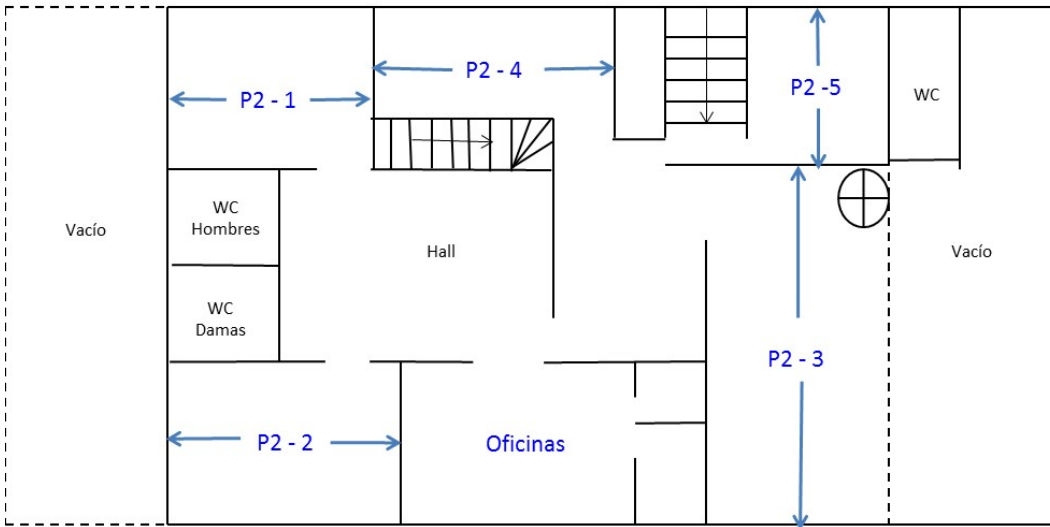 P2 - 4
P2 - 1
P2 -5
WC
WC
Hombres
Vacío
Hall
Vacío
WC
Damas
P2 - 3
P2 - 2
Oficinas